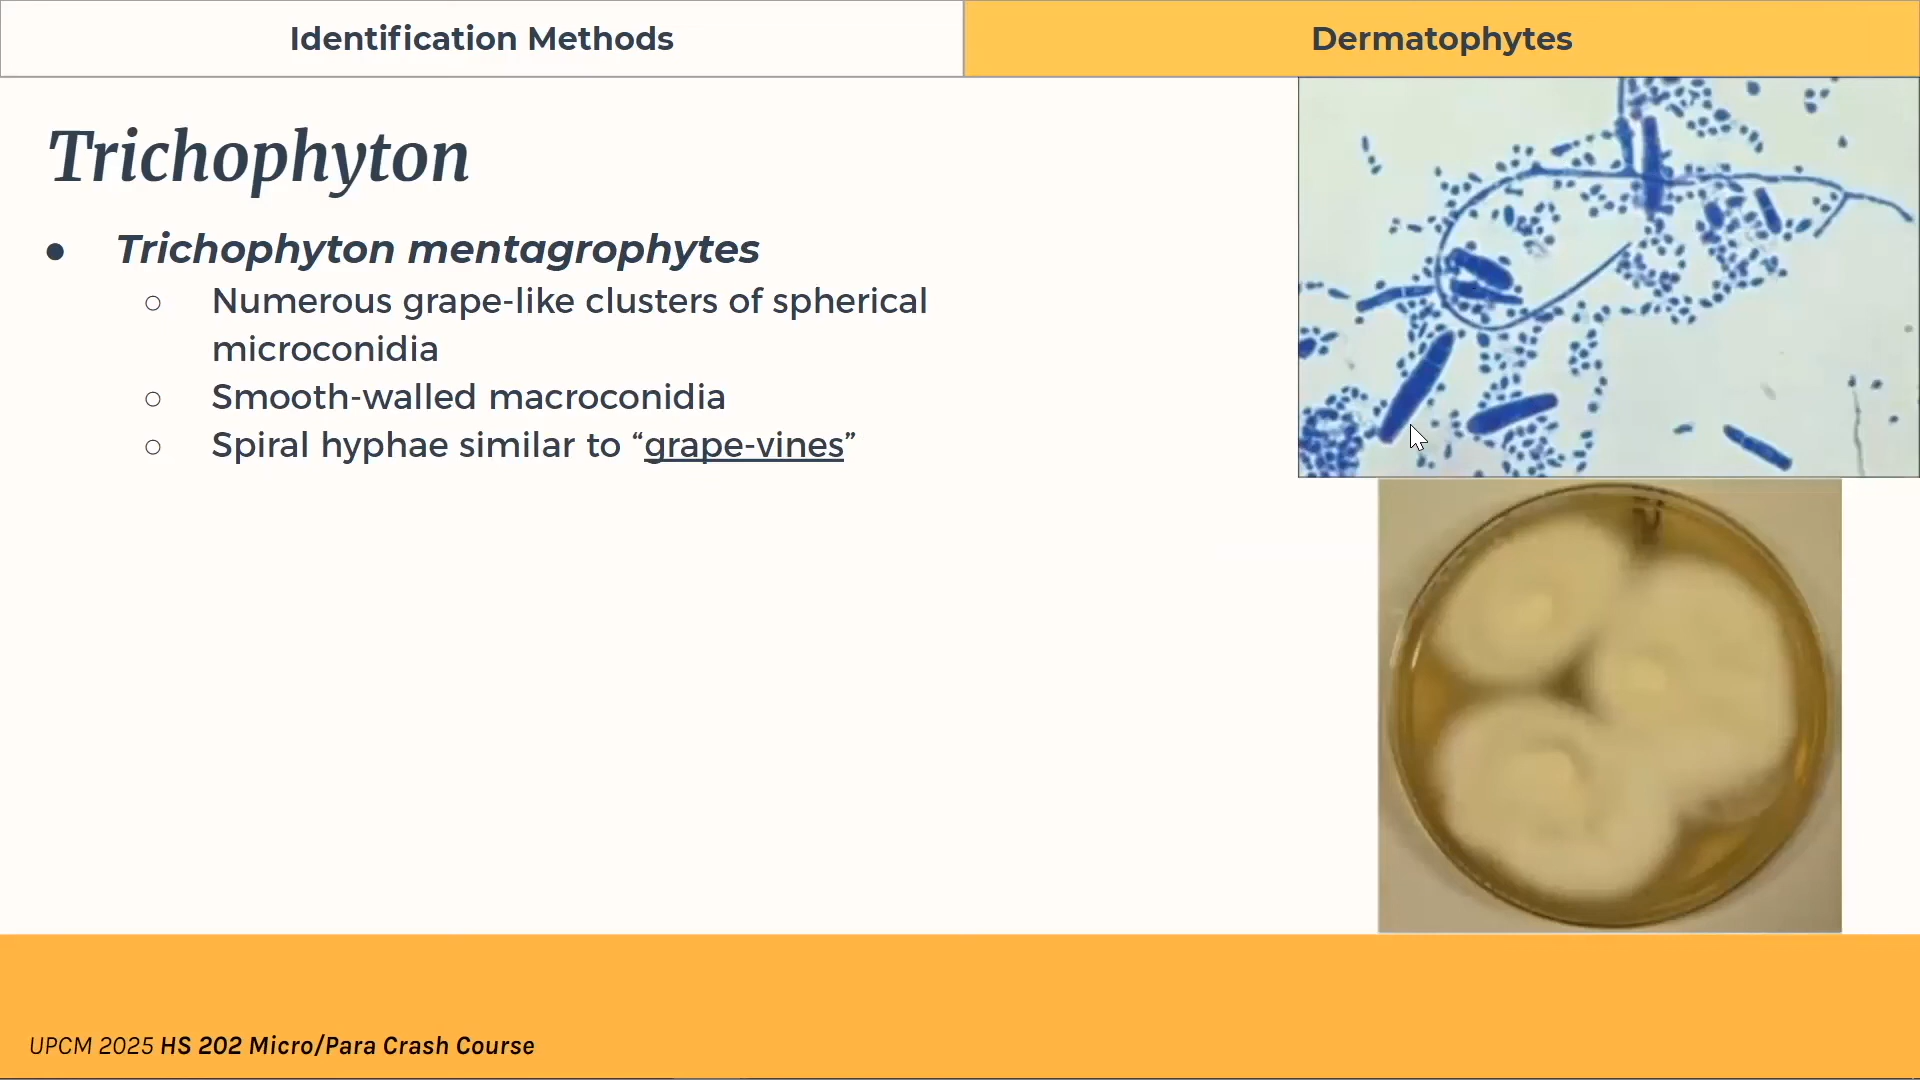 Identification Methods
Dermatophytes
Trichophyton
● Trichophyton mentagrophytes
○ Numerous grape-like clusters of spherical
microconidia
○ Smooth-walled macroconidia
○ Spiral hyphae similar to “grape-vines”
UPCM 2025 HS 202 Micro/Para Crash Course